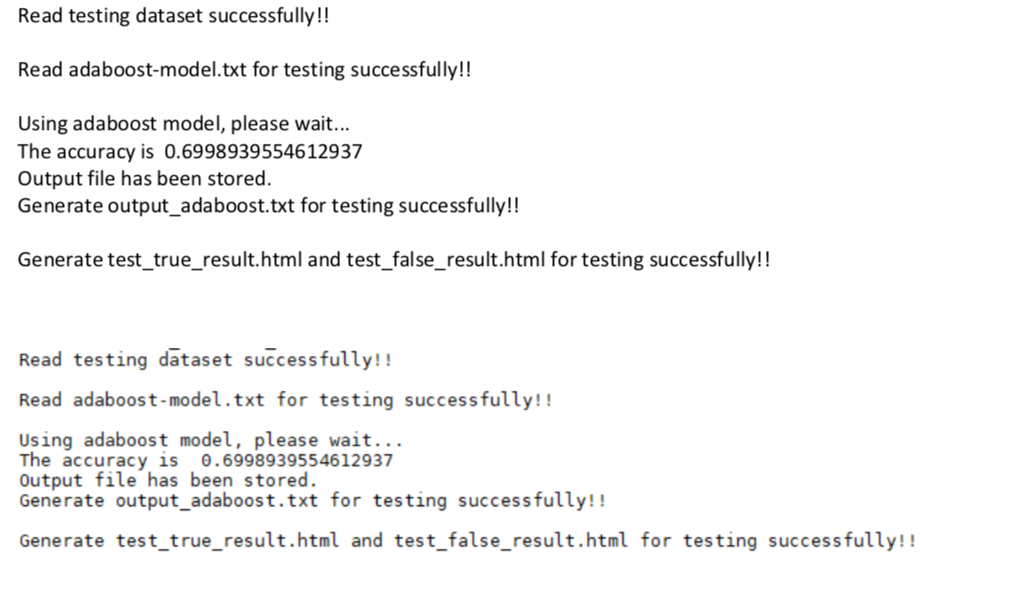 Read testing dataset successfully!!
Read adaboost-model.txt for testing successfully!!
Using adaboost model, please wait...
The accuracy is  0.6998939554612937
Output file has been stored.
Generate output_adaboost.txt for testing successfully!!
Generate test_true_result.html and test_false_result.html for testing successfully!!
Read testing dataset successfully!!
Read adaboost-model.txt for testing successfully!!
Using adaboost model, please wait...
The accuracy is  0.6998939554612937
Output file has been stored.
Generate output_adaboost.txt for testing successfully!!
Generate test_true_result.html and test_false_result.html for testing successfully!!